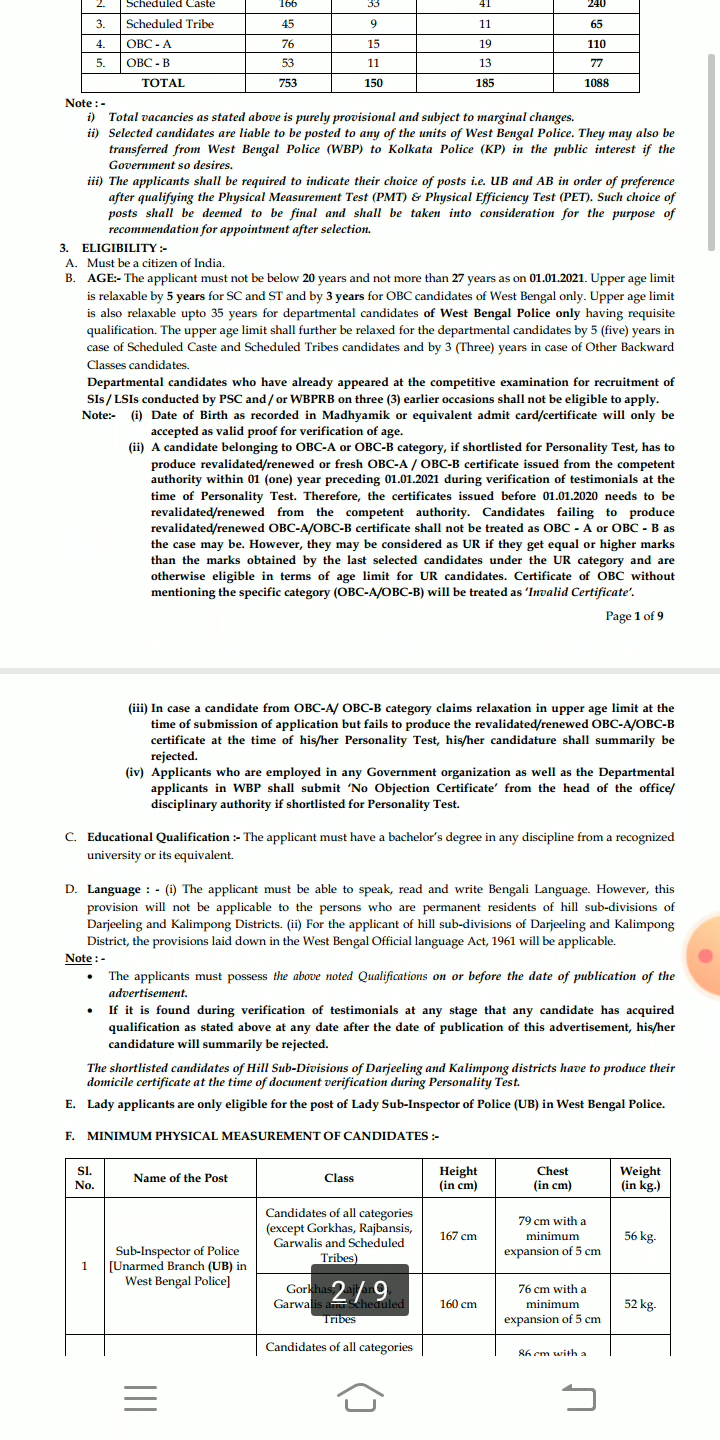 2. Scheduled Caste 166 33 41 240
3. Scheduled Tribe 45 9 11 65
4. OBC - A 76 15 19 110
5. OBC - B 53 11 13 77
TOTAL 753 150 185 1088
Note : -
i) Total vacancies as stated above is purely provisional and subject to marginal changes.
ii) Selected candidates are liable to be posted to any of the units of West Bengal Police. They may also be
transferred from West Bengal Police (WBP) to Kolkata Police (KP) in the public interest if the
Government so desires.
iii) The applicants shall be required to indicate their choice of posts i.e. UB and AB in order of preference
after qualifying the Physical Measurement Test (PMT) & Physical Efficiency Test (PET). Such choice of
posts shall be deemed to be final and shall be taken into consideration for the purpose of
recommendation for appointment after selection.
3. ELIGIBILITY :-
A. Must be a citizen of India.
B. AGE:- The applicant must not be below 20 years and not more than 27 years as on 01.01.2021. Upper age limit
is relaxable by 5 years for SC and ST and by 3 years for OBC candidates of West Bengal only. Upper age limit
is also relaxable upto 35 years for departmental candidates of West Bengal Police only having requisite
qualification. The upper age limit shall further be relaxed for the departmental candidates by 5 (five) years in
case of Scheduled Caste and Scheduled Tribes candidates and by 3 (Three) years in case of Other Backward
Classes candidates.
Departmental candidates who have already appeared at the competitive examination for recruitment of
SIs / LSIs conducted by PSC and / or WBPRB on three (3) earlier occasions shall not be eligible to apply.
Note:- (i) Date of Birth as recorded in Madhyamik or equivalent admit card/certificate will only be
accepted as valid proof for verification of age.
(ii) A candidate belonging to OBC-A or OBC-B category, if shortlisted for Personality Test, has to
produce revalidated/renewed or fresh OBC-A / OBC-B certificate issued from the competent
authority within 01 (one) year preceding 01.01.2021 during verification of testimonials at the
time of Personality Test. Therefore, the certificates issued before 01.01.2020 needs to be
revalidated/renewed from the competent authority. Candidates failing to produce
revalidated/renewed OBC-A/OBC-B certificate shall not be treated as OBC - A or OBC - B as
the case may be. However, they may be considered as UR if they get equal or higher marks
than the marks obtained by the last selected candidates under the UR category and are
otherwise eligible in terms of age limit for UR candidates. Certificate of OBC without
mentioning the specific category (OBC-A/OBC-B) will be treated as ‘Invalid Certificate’.
Page 1 of 9
(iii) In case a candidate from OBC-A/ OBC-B category claims relaxation in upper age limit at the
time of submission of application but fails to produce the revalidated/renewed OBC-A/OBC-B
certificate at the time of his/her Personality Test, his/her candidature shall summarily be
rejected.
(iv) Applicants who are employed in any Government organization as well as the Departmental
applicants in WBP shall submit ‘No Objection Certificate’ from the head of the office/
disciplinary authority if shortlisted for Personality Test.
C. Educational Qualification :- The applicant must have a bachelor’s degree in any discipline from a recognized
university or its equivalent.
D. Language : - (i) The applicant must be able to speak, read and write Bengali Language. However, this
provision will not be applicable to the persons who are permanent residents of hill sub-divisions of
Darjeeling and Kalimpong Districts. (ii) For the applicant of hill sub-divisions of Darjeeling and Kalimpong
District, the provisions laid down in the West Bengal Official language Act, 1961 will be applicable.
Note : -
• The applicants must possess the above noted Qualifications on or before the date of publication of the
advertisement.
• If it is found during verification of testimonials at any stage that any candidate has acquired
qualification as stated above at any date after the date of publication of this advertisement, his/her
candidature will summarily be rejected.
The shortlisted candidates of Hill Sub-Divisions of Darjeeling and Kalimpong districts have to produce their
domicile certificate at the time of document verification during Personality Test.
E. Lady applicants are only eligible for the post of Lady Sub-Inspector of Police (UB) in West Bengal Police.
F. MINIMUM PHYSICAL MEASUREMENT OF CANDIDATES :-
Sl. No. Name of the Post Class Height (in cm) Chest (in cm) Weight (in kg.)
1 Sub-Inspector of Police [Unarmed Branch (UB) in West Bengal Police]
Candidates of all categories (except Gorkhas, Rajbansis, Garwalis and Scheduled Tribes) 167 cm 79 cm with a minimum expansion of 5 cm 56 kg.
Gorkhas, Rajbansis, Garwalis and Scheduled Tribes 160 cm 76 cm with a minimum expansion of 5 cm 52 kg.
2 / 9
Candidates of all categories 86 cm with a